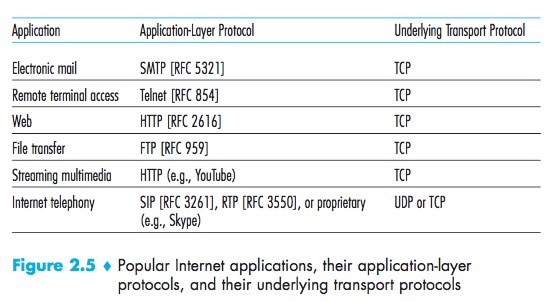 Application Application-Layer Protocol Underlying Transport Protocol
Electronic mail SMTP [RFC 5321] TCP
Remote terminal access Telnet [RFC 854] TCP
Web HTTP [RFC 2616] TCP
File transfer FTP [RFC 959] TCP
Streaming multimedia HTTP (e.g., YouTube) TCP
Internet telephony SIP [RFC 3261], RTP [RFC 3550], or proprietary UDP or TCP
(e.g., Skype)
Figure 2.5 ♦ Popular Internet applications, their application-layer
protocols, and their underlying transport protocols